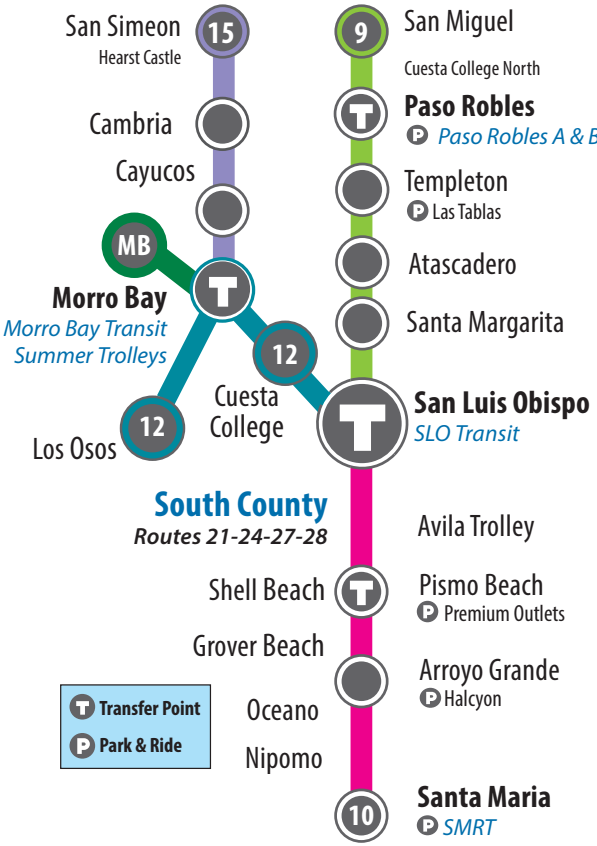 San Simeon
Hearst Castle
15
9
San Miguel
Cuesta College North
Cambria
T
Paso Robles
P Paso Robles A & B
Cayucos
Templeton
P Las Tablas
MB
Atascadero
Morro Bay
T
Morro Bay Transit
Summer Trolleys
Santa Margarita
12
Cuesta
College
12
Los Osos
T
San Luis Obispo
SLO Transit
South County
Routes 21-24-27-28
Avila Trolley
Shell Beach
T
Pismo Beach
P Premium Outlets
Grover Beach
Arroyo Grande
P Halcyon
T Transfer Point
P Park & Ride
Oceano
Nipomo
10
Santa Maria
P SMRT